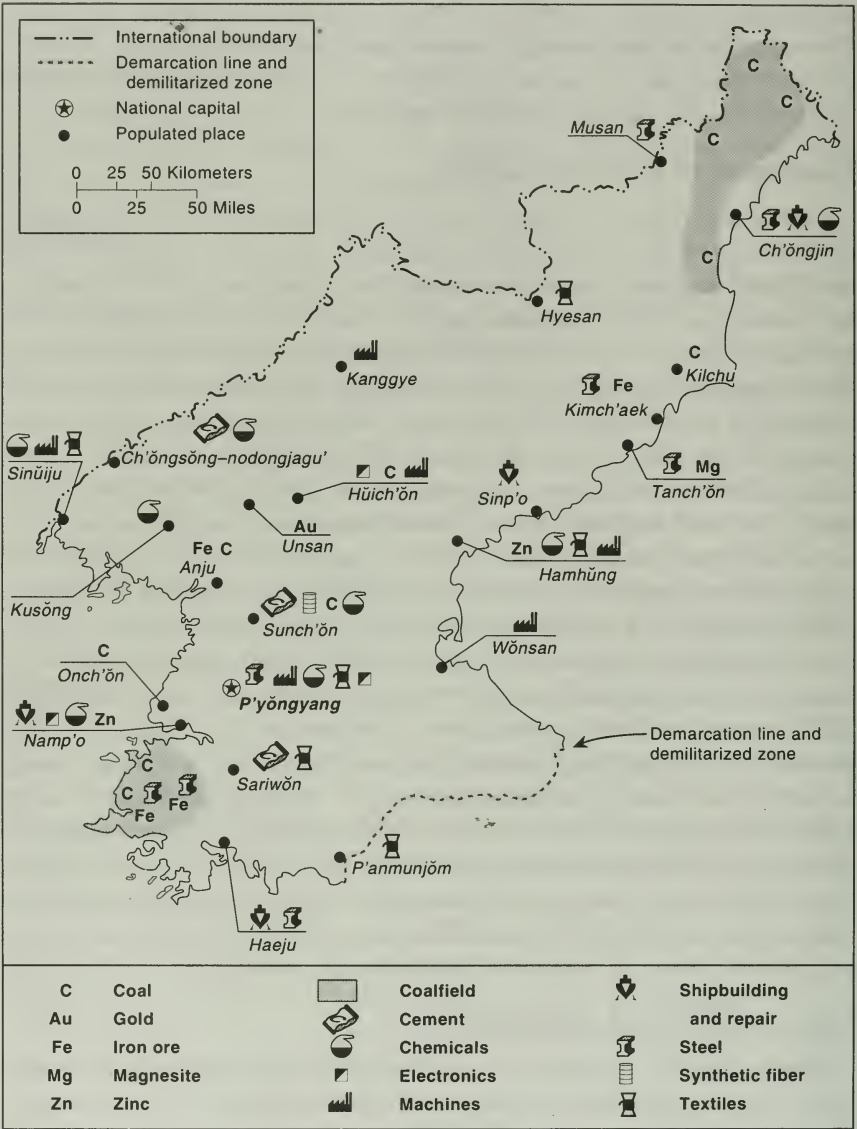 International boundary
Demarcation line and
demilitarized zone
National capital
Populated place
0 25 50 Kilometers
0 25 50 Miles
C
C
C
C
Musan
Ch'ŏngjin
Hyesan
Kanggye
C
Kilchu
Fe
Kimch'aek
Mg
Tanch'ŏn
Sinp'o
Ch'ŏngsŏng–nodongjagu'
Sinŭiju
C
Hŭich'ŏn
Au
Unsan
Kusŏng
Fe C
Anju
Zn
Hamhŭng
C
Sunch'ŏn
Wŏnsan
C
Onch'ŏn
P'yŏngyang
Zn
Namp'o
Demarcation line and
demilitarized zone
Sariwŏn
C
C
Fe
Fe
P'anmunjŏm
Haeju
C Coal
Au Gold
Fe Iron ore
Mg Magnesite
Zn Zinc
Coalfield
Cement
Chemicals
Electronics
Machines
Shipbuilding
and repair
Steel
Synthetic fiber
Textiles